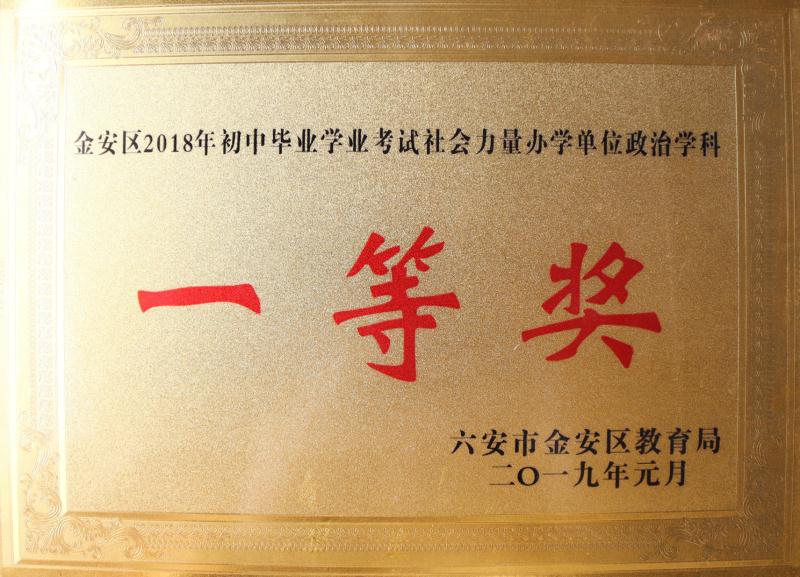 金安区2018年初中毕业学业考试社会力量办学单位政治学科
一等奖
六安市金安区教育局
二〇一九年元月